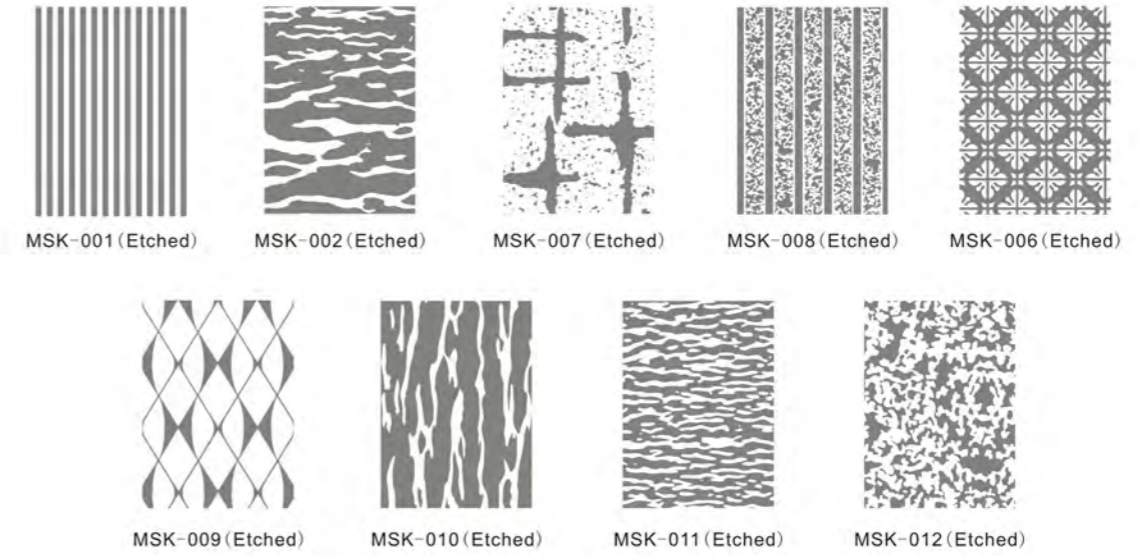 MSK-001(Etched)
MSK-002(Etched)
MSK-007(Etched)
MSK-008(Etched)
MSK-006(Etched)
MSK-009(Etched)
MSK-010(Etched)
MSK-011(Etched)
MSK-012(Etched)